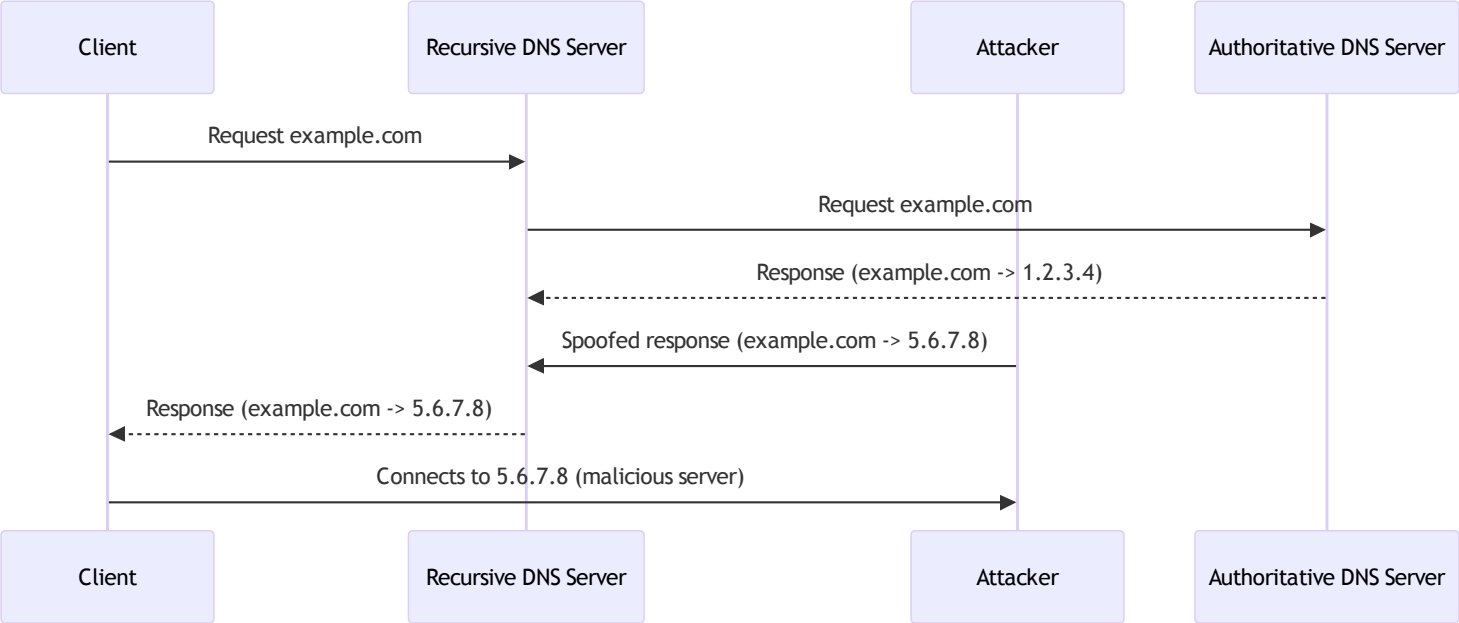 Client
Recursive DNS Server
Attacker
Authoritative DNS Server
Request example.com
Request example.com
Response (example.com -> 1.2.3.4)
Spoofed response (example.com -> 5.6.7.8)
Response (example.com -> 5.6.7.8)
Connects to 5.6.7.8 (malicious server)
Client
Recursive DNS Server
Attacker
Authoritative DNS Server